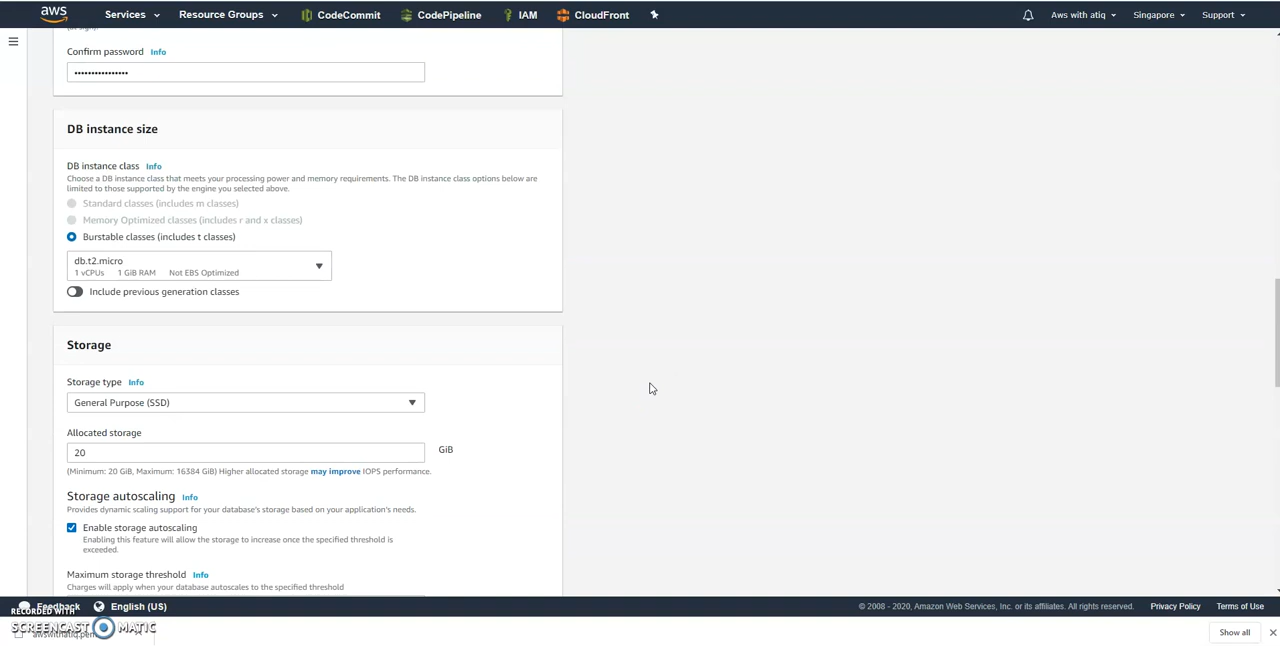 aws Services Resource Groups CodeCommit CodePipeline IAM CloudFront Aws with atiq Singapore Support
Confirm password Info
••••••••••••••••
DB instance size
DB instance class Info
Choose a DB instance class that meets your processing power and memory requirements. The DB instance class options below are
limited to those supported by the engine you selected above.
Standard classes (includes m classes)
Memory Optimized classes (includes r and x classes)
Burstable classes (includes t classes)
db.t2.micro
1 vCPUs 1 GiB RAM Not EBS Optimized
Include previous generation classes
Storage
Storage type Info
General Purpose (SSD)
Allocated storage
20 GiB
(Minimum: 20 GiB, Maximum: 16384 GiB) Higher allocated storage may improve IOPS performance.
Storage autoscaling Info
Provides dynamic scaling support for your database's storage based on your application's needs.
Enable storage autoscaling
Enabling this feature will allow the storage to increase once the specified threshold is
exceeded.
Maximum storage threshold Info
Charges will apply when your database autoscales to the specified threshold
Feedback English (US) © 2008 - 2020, Amazon Web Services, Inc. or its affiliates. All rights reserved. Privacy Policy Terms of Use
RECORDED WITH
SCREENCAST MATIC
awswithatiq.pem
Show all